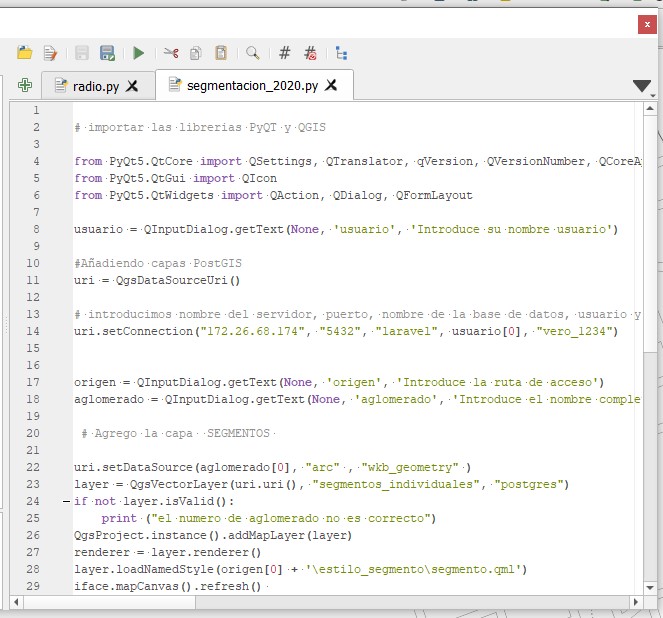 radio.py
segmentacion_2020.py
1
2 # importar las librerias PyQT y QGIS
3
4 from PyQt5.QtCore import QSettings, QTranslator, qVersion, QVersionNumber, QCoreA
5 from PyQt5.QtGui import QIcon
6 from PyQt5.QtWidgets import QAction, QDialog, QFormLayout
7
8 usuario = QInputDialog.getText(None, 'usuario', 'Introduce su nombre usuario')
9
10 #Añadiendo capas PostGIS
11 uri = QgsDataSourceUri()
12
13 # introducimos nombre del servidor, puerto, nombre de la base de datos, usuario y
14 uri.setConnection("172.26.68.174", "5432", "laravel", usuario[0], "vero_1234")
15
16
17 origen = QInputDialog.getText(None, 'origen', 'Introduce la ruta de acceso')
18 aglomerado = QInputDialog.getText(None, 'aglomerado', 'Introduce el nombre comple
19
20 # Agrego la capa  SEGMENTOS
21
22 uri.setDataSource(aglomerado[0], "arc" , "wkb_geometry" )
23 layer = QgsVectorLayer(uri.uri(), "segmentos_individuales", "postgres")
24 if not layer.isValid():
25     print ("el numero de aglomerado no es correcto")
26 QgsProject.instance().addMapLayer(layer)
27 renderer = layer.renderer()
28 layer.loadNamedStyle(origen[0] + '\estilo_segmento\segmento.qml')
29 iface.mapCanvas().refresh()